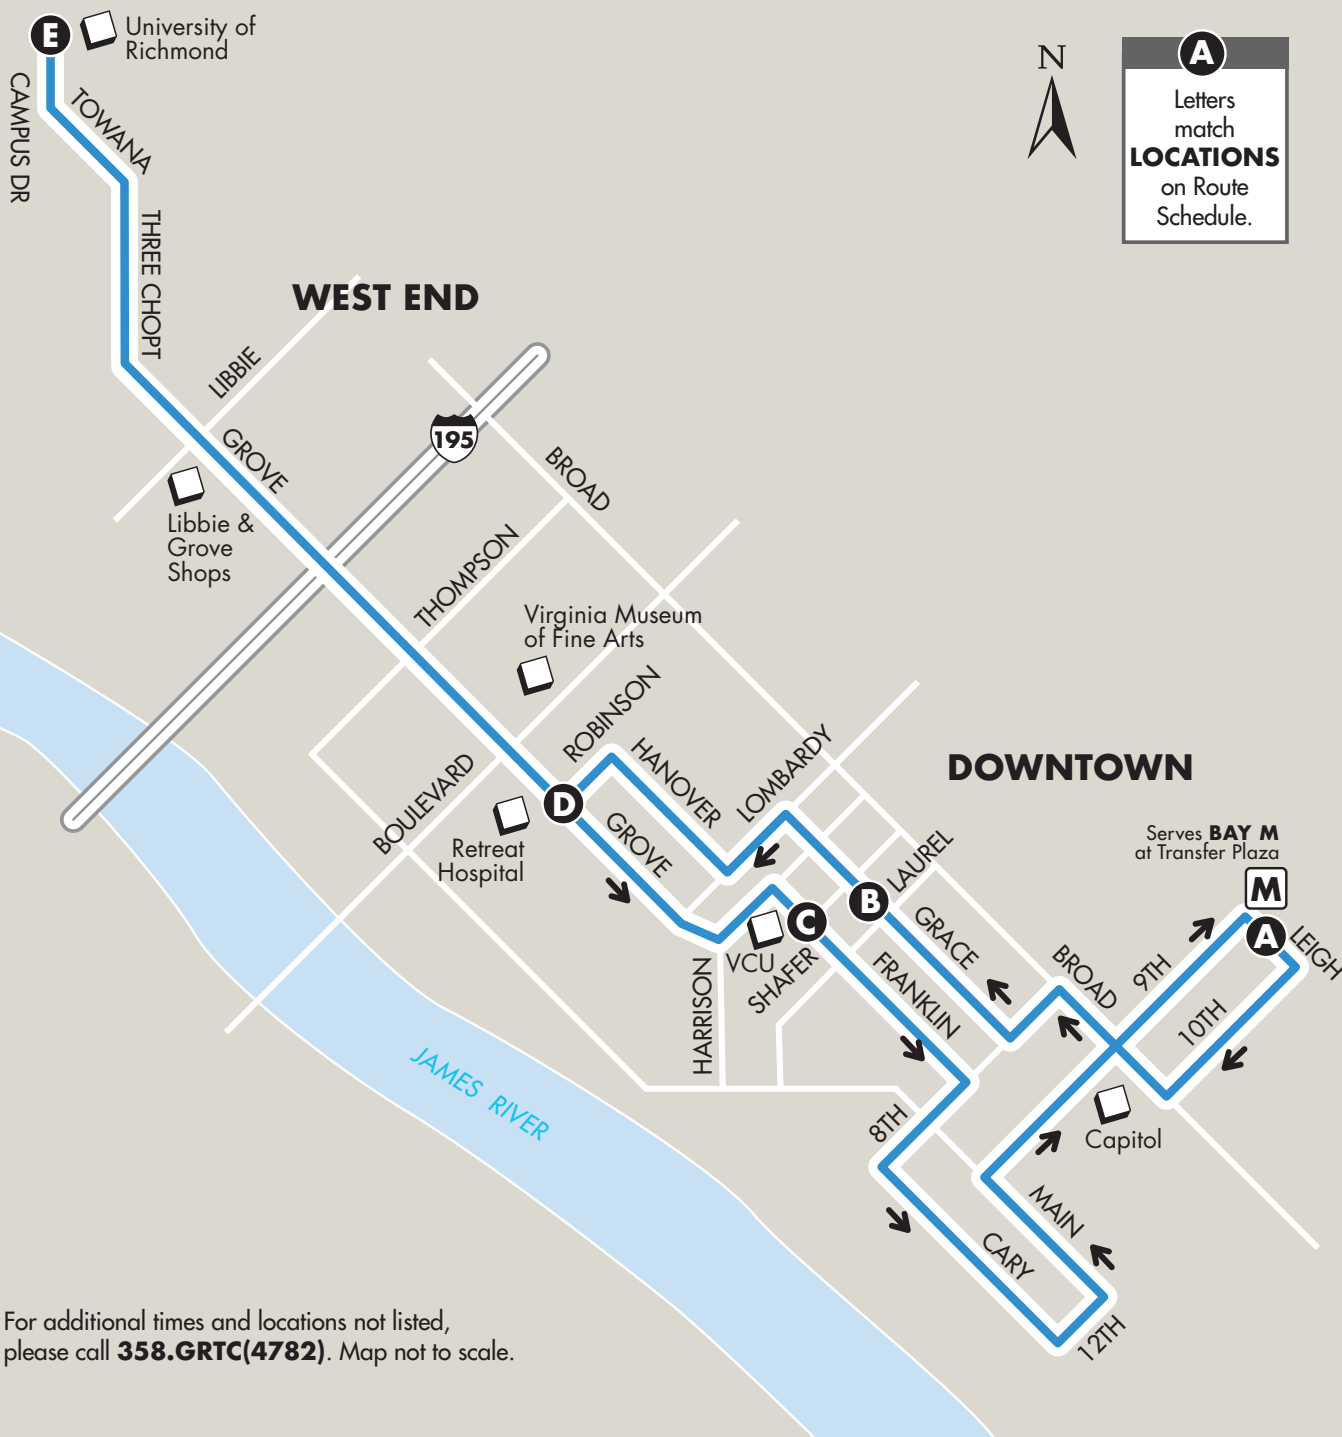 E
University of
Richmond
CAMPUS DR
TOWANA
THREE CHOPT
N
A
Letters
match
LOCATIONS
on Route
Schedule.
WEST END
LIBBIE
GROVE
195
BROAD
Libbie &
Grove
Shops
THOMPSON
Virginia Museum
of Fine Arts
ROBINSON
HANOVER
LOMBARDY
BOULEVARD
D
GROVE
Retreat
Hospital
DOWNTOWN
Serves BAY M
at Transfer Plaza
M
A
LEIGH
LAUREL
B
C
GRACE
VCU
SHAFER
FRANKLIN
BROAD
9TH
10TH
HARRISON
JAMES RIVER
8TH
Capitol
MAIN
CARY
12TH
For additional times and locations not listed,
please call 358.GRTC(4782). Map not to scale.